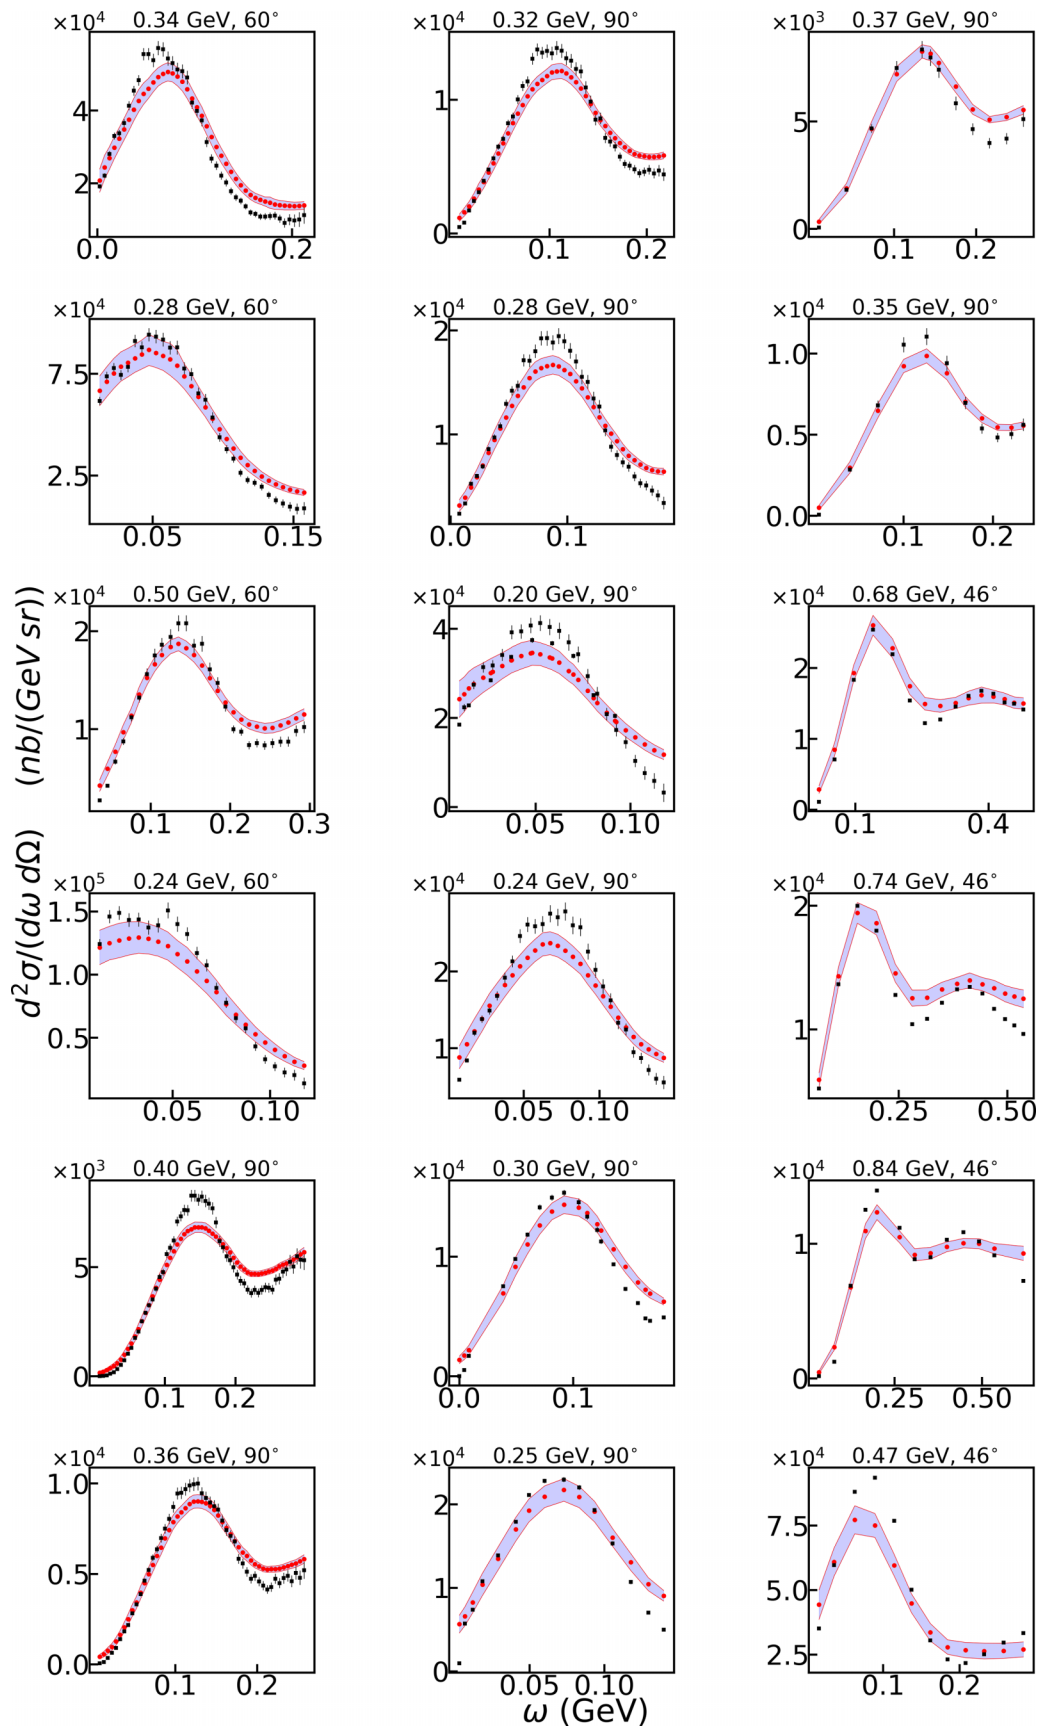 ×10⁴ 0.34 GeV, 60° ×10⁴ 0.32 GeV, 90° ×10³ 0.37 GeV, 90°
4 2 0.0 0.2
1 0 0.1 0.2
5 0 0.1 0.2
×10⁴ 0.28 GeV, 60° ×10⁴ 0.28 GeV, 90° ×10⁴ 0.35 GeV, 90°
7.5 2.5 0.05 0.15
2 1 0.0 0.1
1.0 0.5 0.0 0.1 0.2
×10⁴ 0.50 GeV, 60° ×10⁴ 0.20 GeV, 90° ×10⁴ 0.68 GeV, 46°
2 1 0.1 0.2 0.3
4 2 0 0.05 0.10
2 1 0 0.1 0.4
d²σ/(dω dΩ) (nb/(GeV sr))
×10⁵ 0.24 GeV, 60° ×10⁴ 0.24 GeV, 90° ×10⁴ 0.74 GeV, 46°
1.5 1.0 0.5 0.05 0.10
2 1 0.05 0.10
2 1 0.25 0.50
×10³ 0.40 GeV, 90° ×10⁴ 0.30 GeV, 90° ×10⁴ 0.84 GeV, 46°
5 0 0.1 0.2
1 0 0.0 0.1
1 0 0.25 0.50
×10⁴ 0.36 GeV, 90° ×10⁴ 0.25 GeV, 90° ×10⁴ 0.47 GeV, 46°
1.0 0.5 0.0 0.1 0.2
2 1 0 0.05 0.10
7.5 5.0 2.5 0.1 0.2
ω (GeV)